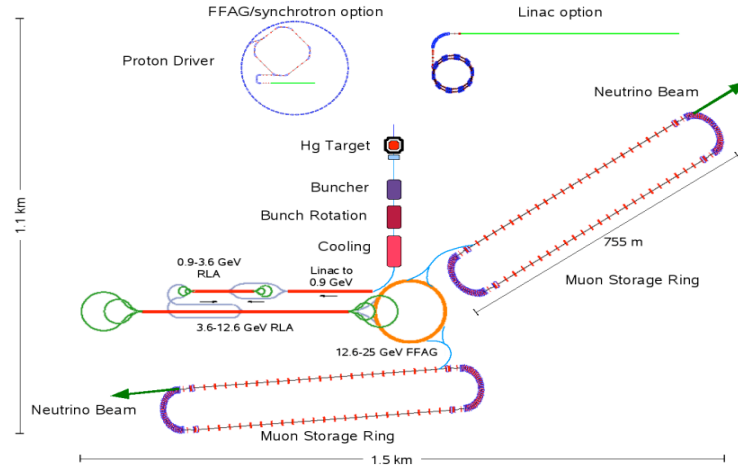 FFAG/synchrotron option
Linac option
Proton Driver
Neutrino Beam
Hg Target
Buncher
Bunch Rotation
Cooling
755 m
1.1 km
0.9-3.6 GeV
RLA
Linac to
0.9 GeV
Muon Storage Ring
3.6-12.6 GeV RLA
12.6-25 GeV FFAG
Neutrino Beam
Muon Storage Ring
1.5 km